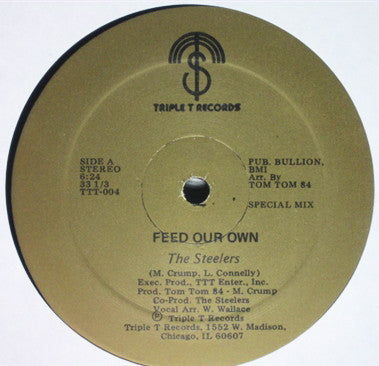 TRIPLE T RECORDS
SIDE A
STEREO
6:24
33 1/3
TTT-004
PUB. BULLION,
BMI
Arr. By
TOM TOM 84
SPECIAL MIX
FEED OUR OWN
The Steelers
(M. Crump, L. Connelly)
Exec. Prod., TTT Enter., Inc.
Prod. Tom Tom 84 - M. Crump
Co-Prod. The Steelers
Vocal Arr. W. Wallace
Ⓟ Triple T Records
Triple T Records, 1552 W. Madison,
Chicago, IL 60607